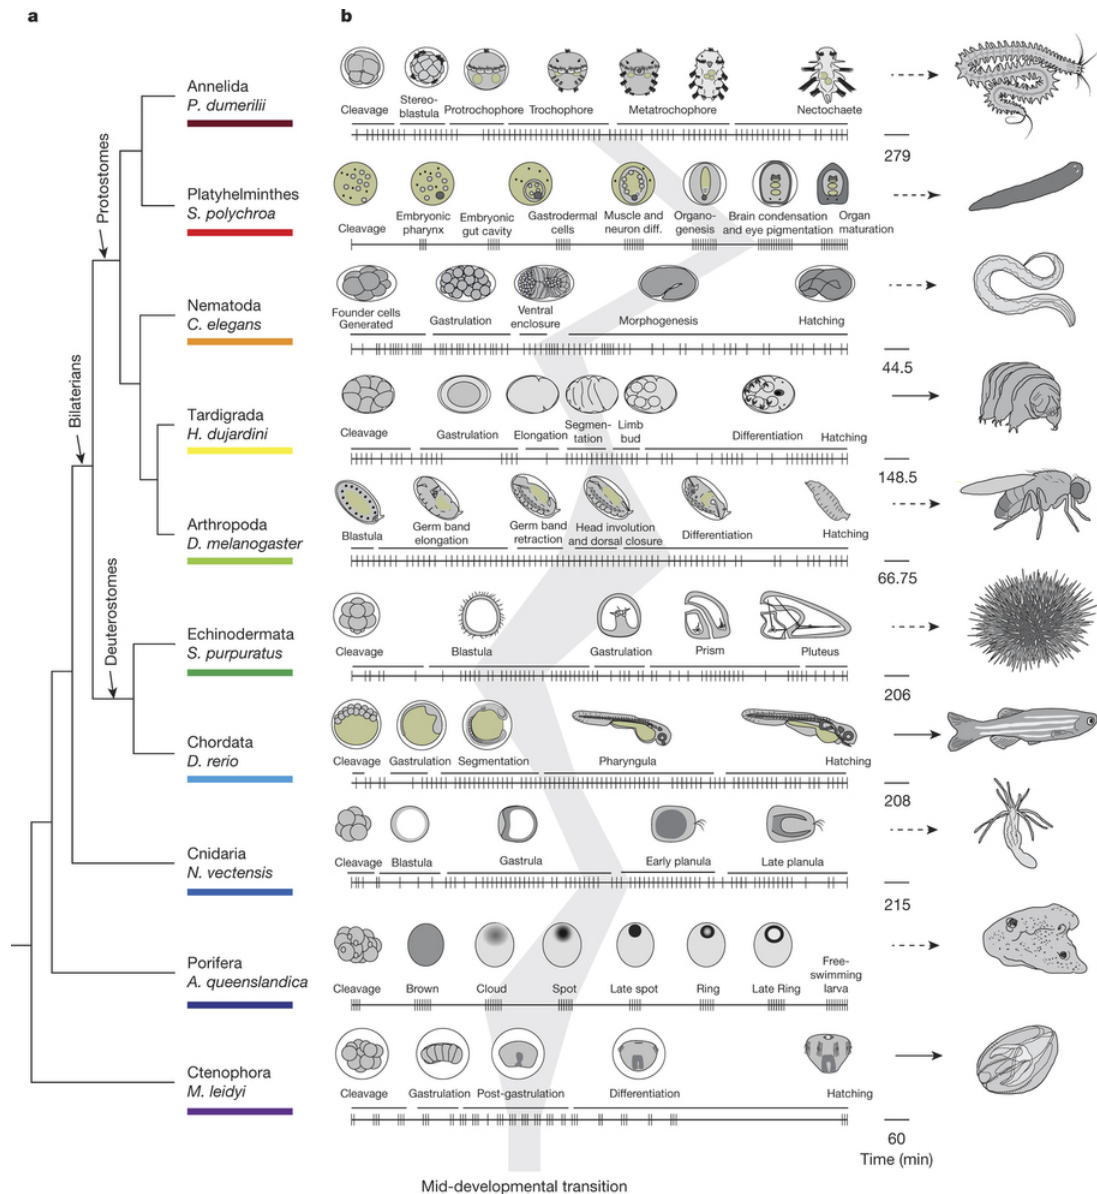 a
b
Protostomes
Bilaterians
Deuterostomes
Annelida
P. dumerilii
Platyhelminthes
S. polychroa
Nematoda
C. elegans
Tardigrada
H. dujardini
Arthropoda
D. melanogaster
Echinodermata
S. purpuratus
Chordata
D. rerio
Cnidaria
N. vectensis
Porifera
A. queenslandica
Ctenophora
M. leidyi
Cleavage
Stereo-
blastula
Protrochophore
Trochophore
Metatrochophore
Nectochaete
279
Cleavage
Embryonic
pharynx
Embryonic
gut cavity
Gastrodermal
cells
Muscle and
neuron diff.
Organo-
genesis
Brain condensation
and eye pigmentation
Organ
maturation
Founder cells
Generated
Gastrulation
Ventral
enclosure
Morphogenesis
Hatching
44.5
Cleavage
Gastrulation
Elongation
Segmen-
tation
Limb
bud
Differentiation
Hatching
148.5
Blastula
Germ band
elongation
Germ band
retraction
Head involution
and dorsal closure
Differentiation
Hatching
66.75
Cleavage
Blastula
Gastrulation
Prism
Pluteus
206
Cleavage
Gastrulation
Segmentation
Pharyngula
Hatching
208
Cleavage
Blastula
Gastrula
Early planula
Late planula
215
Cleavage
Brown
Cloud
Spot
Late spot
Ring
Late Ring
Free-
swimming
larva
Cleavage
Gastrulation
Post-gastrulation
Differentiation
Hatching
60
Time (min)
Mid-developmental transition